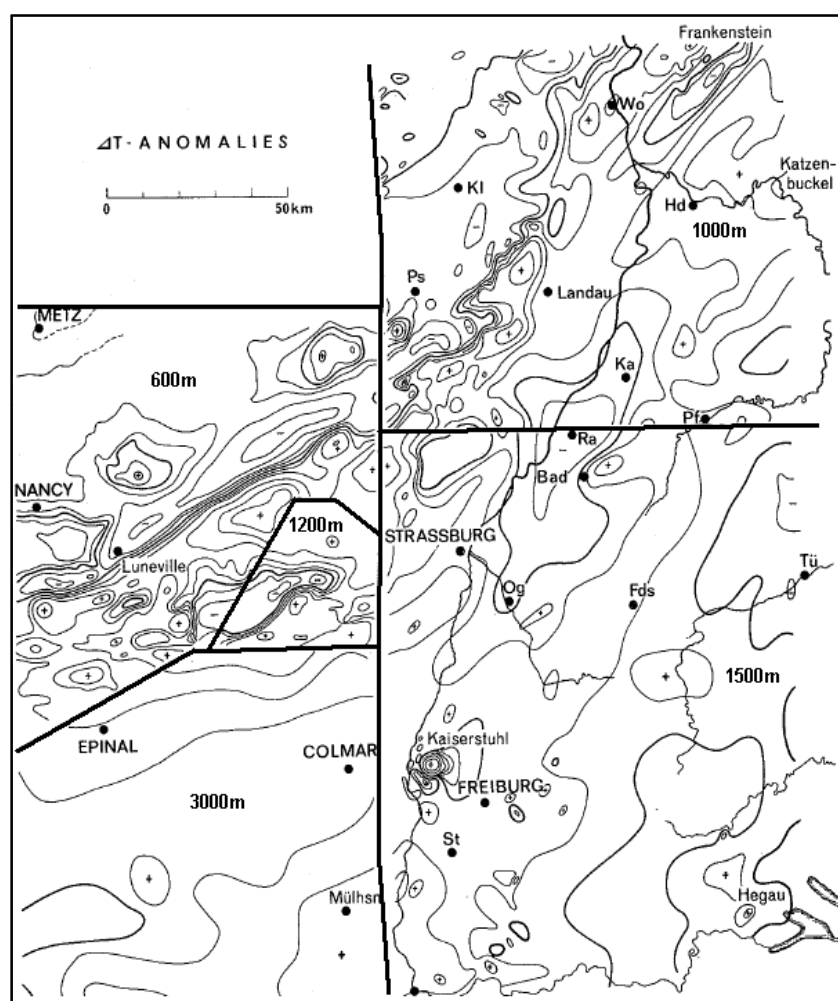 Frankenstein
Wo
⊿T-ANOMALIES
Katzen-
buckel
Kl
0
50km
Hd
1000m
Ps
Landau
METZ
600m
Ka
Pf
Ra
Bad
NANCY
1200m
STRASSBURG
Luneville
Tü
Og
Fds
1500m
EPINAL
Kaiserstuhl
COLMAR
FREIBURG
3000m
St
Mülhsn
Hegau